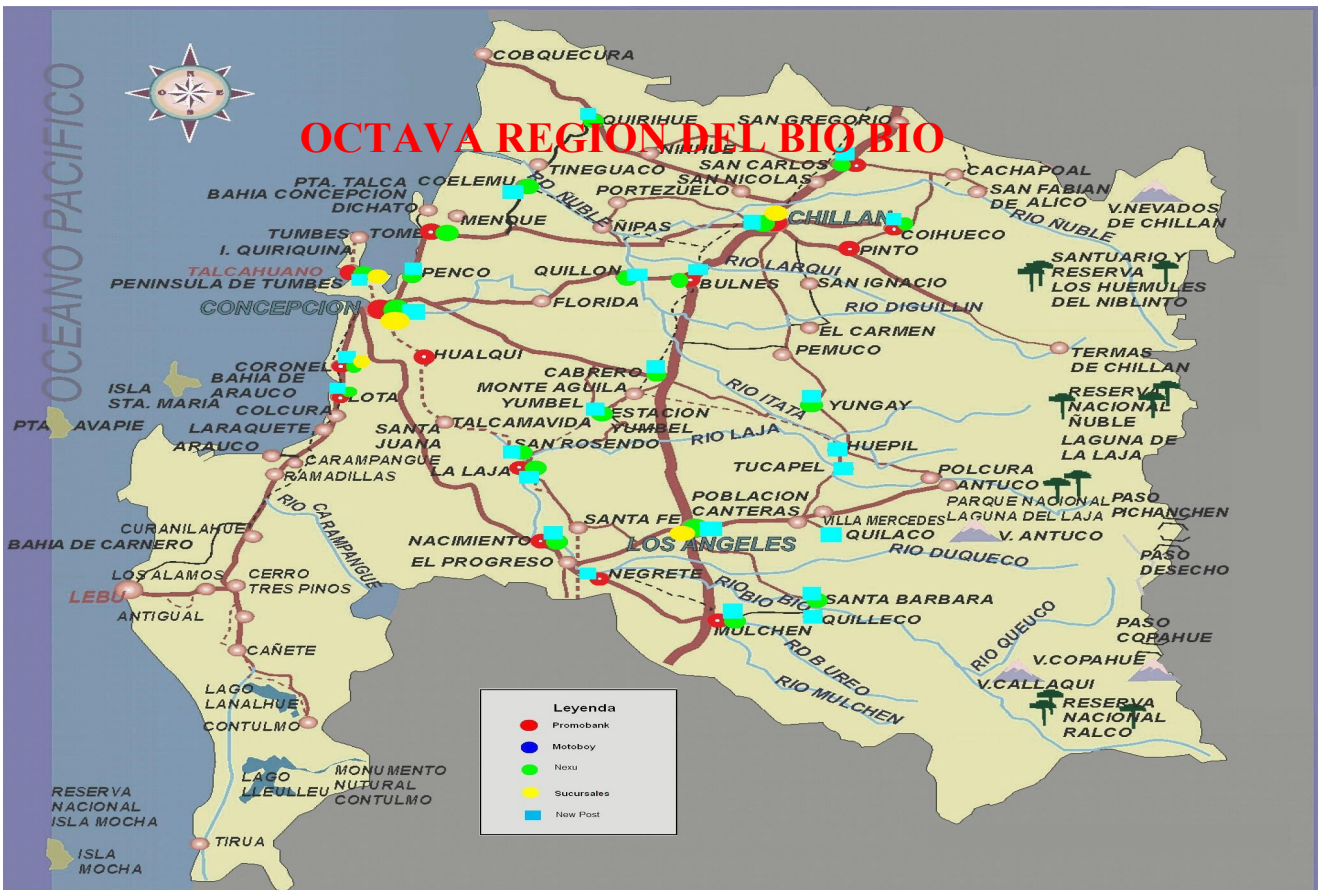 OCTAVA REGION DEL BIO BIO
OCEANO PACIFICO
COBQUECURA
QUIRIHUE
SAN GREGORIO
NINHUE
SAN CARLOS
TINEGUACO
SAN NICOLAS
CACHAPOAL
PTA. TALCA
COELEMU
PORTEZUELO
SAN FABIAN
DE ALICO
BAHIA CONCEPCION
DICHATO
RD ÑUBLE
RIO ÑUBLE
V.NEVADOS
DE CHILLAN
MENQUE
ÑIPAS
CHILLAN
COIHUECO
TUMBES
TOME
I. QUIRIQUINA
PINTO
TALCAHUANO
PENCO
QUILLON
RIO LARQUI
SANTUARIO Y
RESERVA
LOS HUEMULES
DEL NIBLINTO
PENINSULA DE TUMBES
BULNES
SAN IGNACIO
CONCEPCION
FLORIDA
RIO DIGUILLIN
EL CARMEN
HUALQUI
PEMUCO
TERMAS
DE CHILLAN
CORONEL
CABRERO
BAHIA DE
ARAUCO
ISLA
STA. MARIA
LOTA
MONTE AGUILA
YUMBEL
RIO ITATA
YUNGAY
RESERVA
NACIONAL
ÑUBLE
COLCURA
PTA. AVAPIE
LARAQUETE
SANTA
JUANA
TALCAMAVIDA
ESTACION
YUMBEL
RIO LAJA
ARAUCO
SAN ROSENDO
HUEPIL
LAGUNA DE
LA LAJA
CARAMPANGUE
RAMADILLAS
LA LAJA
TUCAPEL
POLCURA
ANTUCO
RIO
CARAMPANGUE
POBLACION
CANTERAS
PARQUE NACIONAL
LAGUNA DEL LAJA
PASO
PICHANCHEN
CURANILAHUE
SANTA FE
VILLA MERCEDES
QUILACO
V. ANTUCO
BAHIA DE CARNERO
NACIMIENTO
LOS ANGELES
RIO DUQUECO
EL PROGRESO
PASO
DESECHO
LOS ALAMOS
CERRO
TRES PINOS
NEGRETE
RIO
BIO
BIO
SANTA BARBARA
LEBU
ANTIGUAL
QUILLECO
MULCHEN
RIO QUEUCO
PASO
COPAHUE
CAÑETE
RD B UREO
V.COPAHUE
RIO MULCHEN
V.CALLAQUI
LAGO
LANALHUE
CONTULMO
RESERVA
NACIONAL
RALCO
LAGO
LLEULLEU
MONUMENTO
NUTURAL
CONTULMO
RESERVA
NACIONAL
ISLA MOCHA
TIRUA
ISLA
MOCHA
Leyenda
Promobank
Motoboy
Nexu
Sucursales
New Post